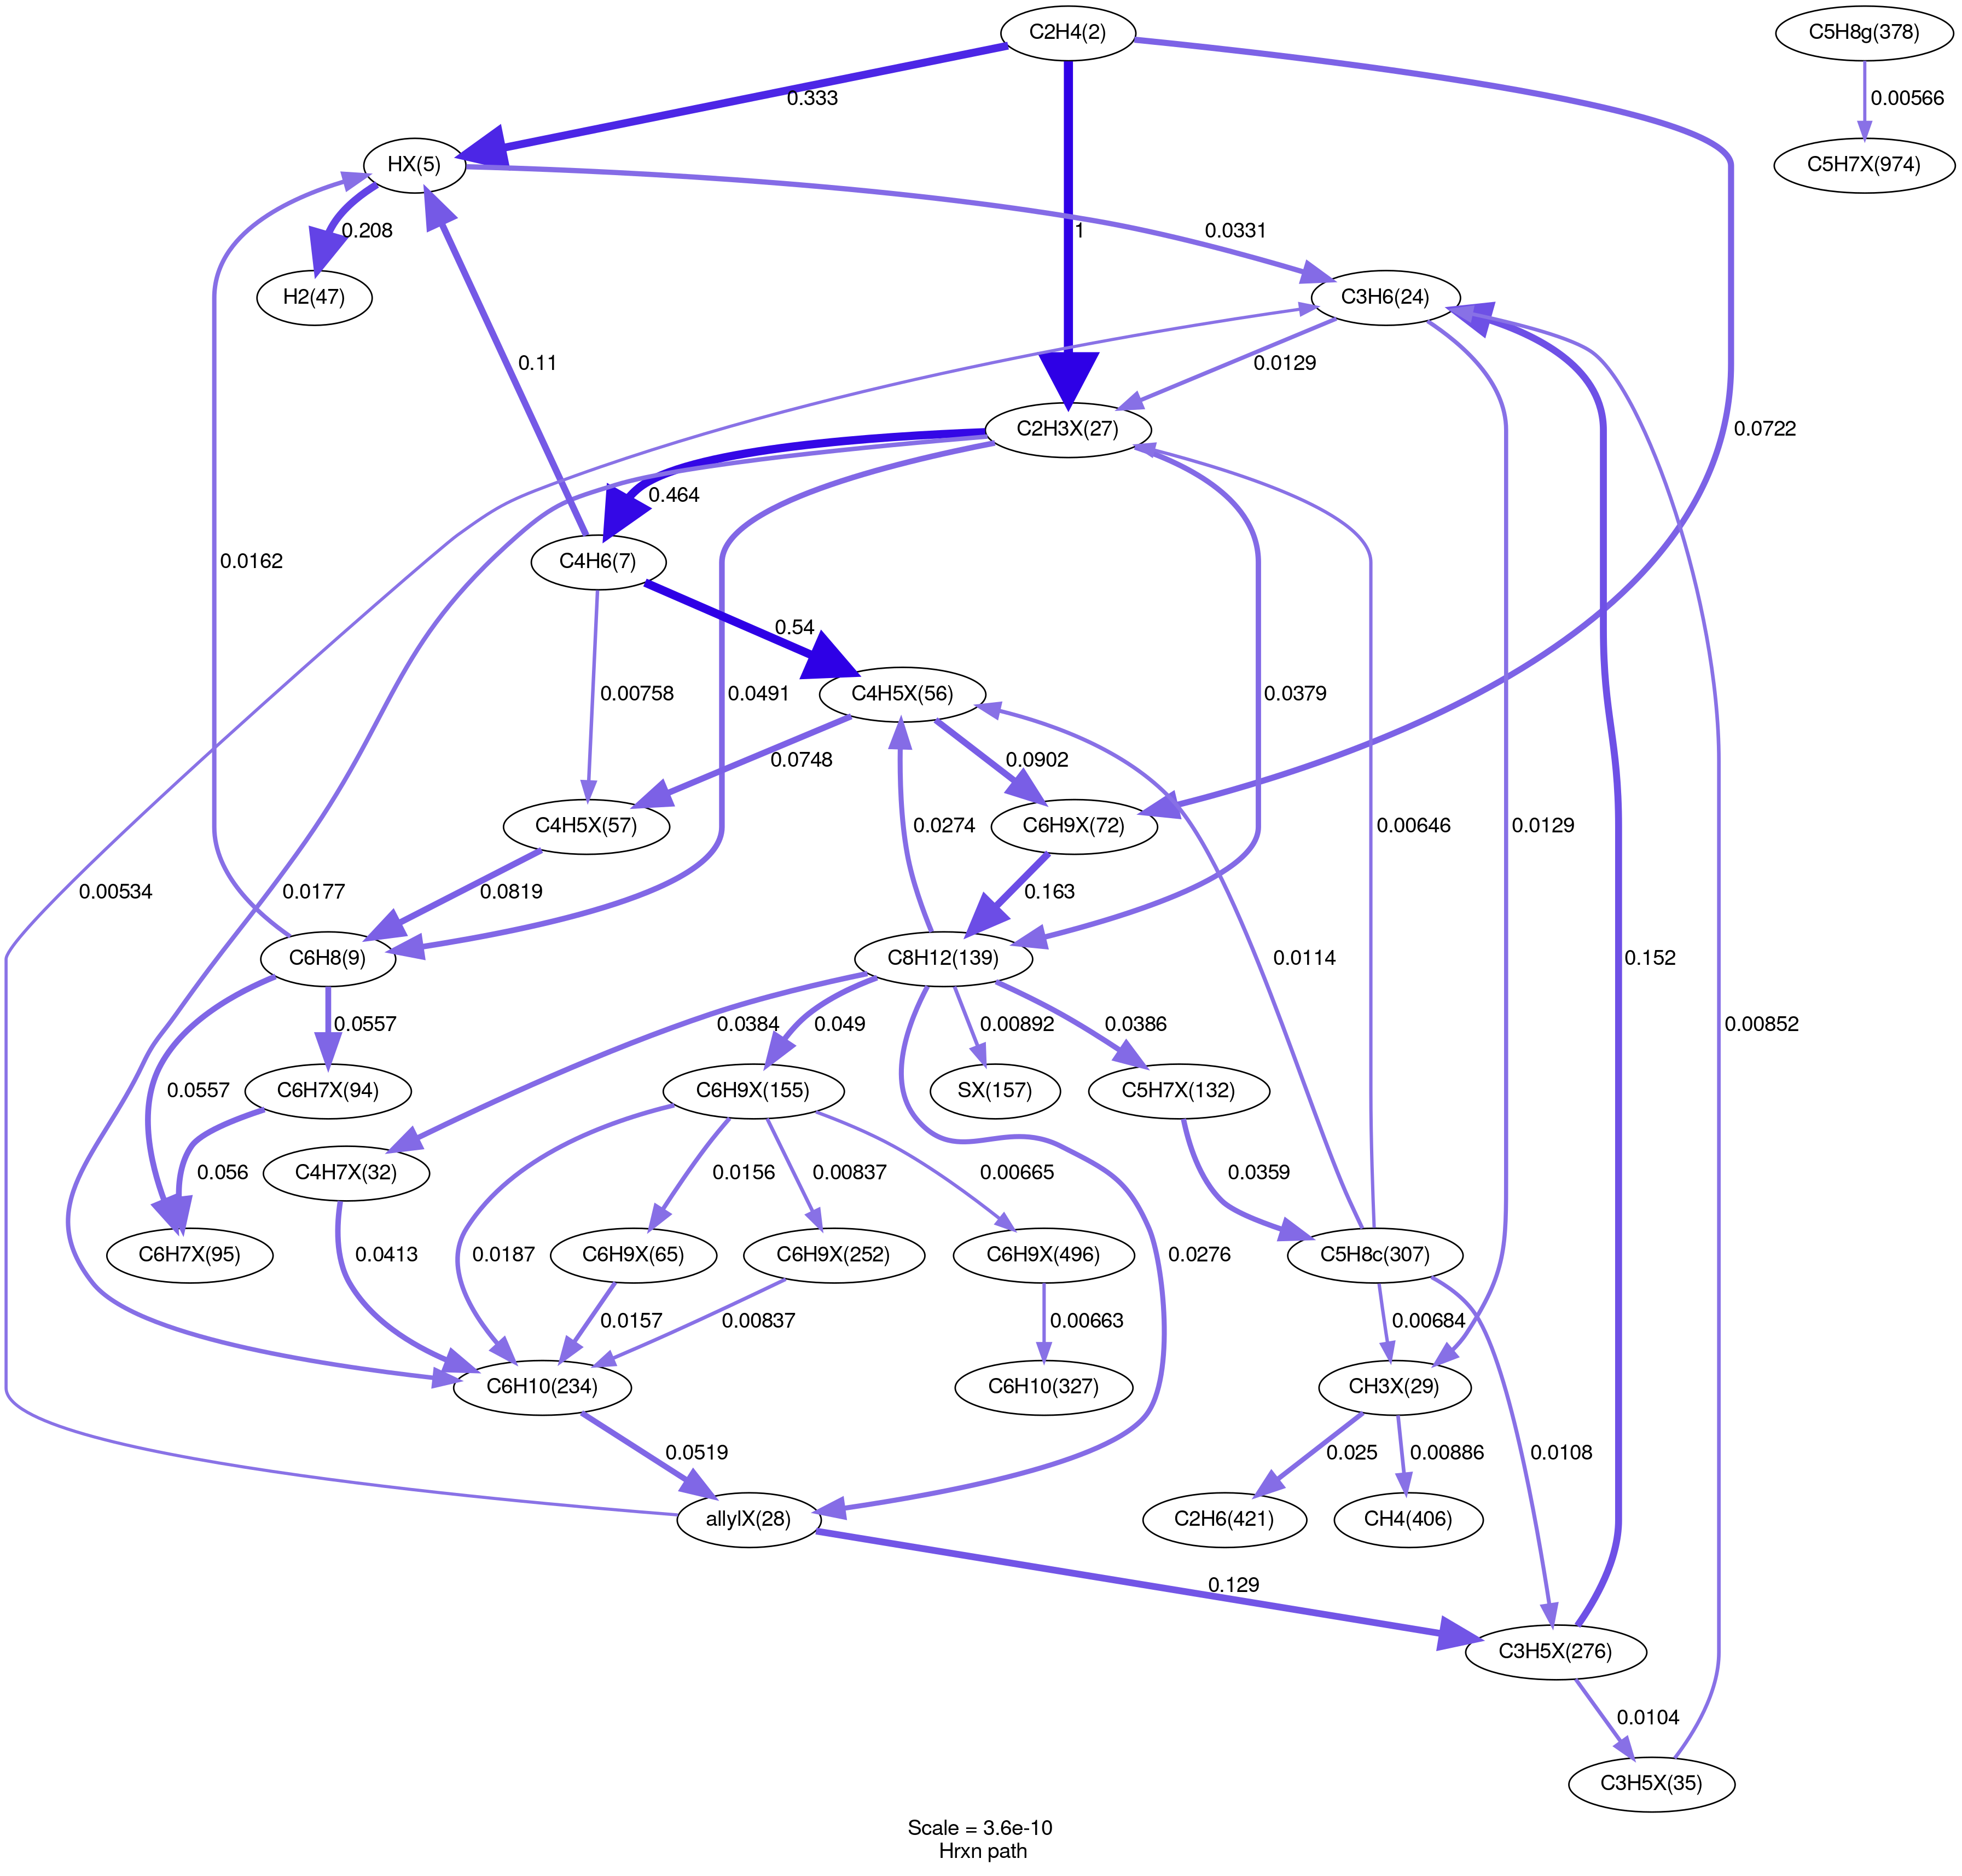 C2H4(2)
C5H8g(378)
0.333
0.00566
HX(5)
C5H7X(974)
0.208
1
0.0331
H2(47)
C3H6(24)
0.11
0.0129
C2H3X(27)
0.0722
0.464
C4H6(7)
0.0162
0.54
0.00758
0.0491
C4H5X(56)
0.0379
0.0748
0.0902
C4H5X(57)
C6H9X(72)
0.0274
0.00646
0.0129
0.00534
0.0177
0.0819
0.163
0.0114
C6H8(9)
C8H12(139)
0.152
0.0557
0.0384
0.049
0.00892
0.0386
0.00852
0.0557
C6H7X(94)
C6H9X(155)
SX(157)
C5H7X(132)
0.056
C4H7X(32)
0.0156
0.00837
0.00665
0.0359
C6H7X(95)
0.0413
0.0187
C6H9X(65)
C6H9X(252)
C6H9X(496)
0.0276
C5H8c(307)
0.0157
0.00837
0.00663
0.00684
C6H10(234)
C6H10(327)
CH3X(29)
0.0519
0.025
0.00886
0.0108
allylX(28)
C2H6(421)
CH4(406)
0.129
C3H5X(276)
0.0104
C3H5X(35)
Scale = 3.6e-10
Hrxn path